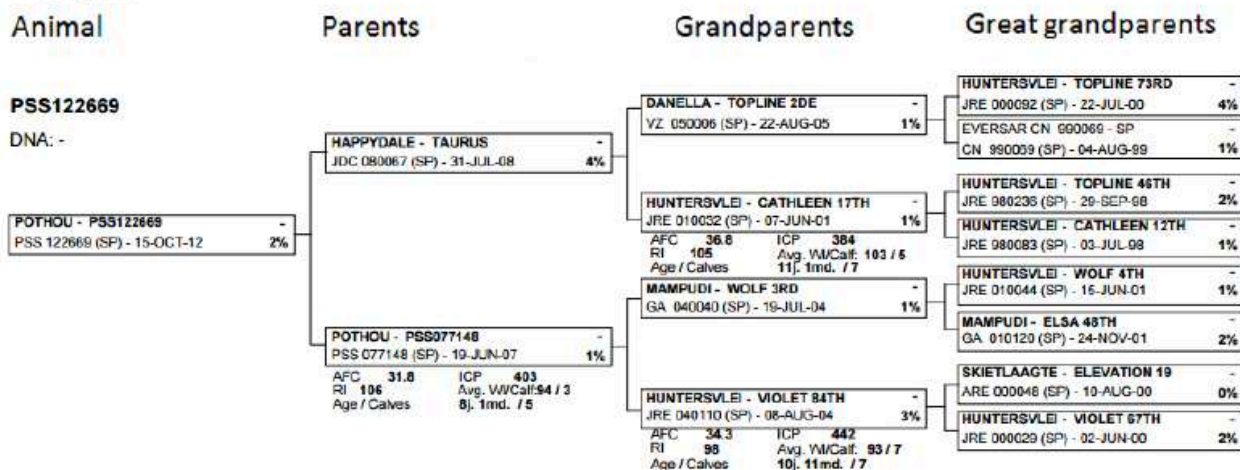 Animal
Parents
Grandparents
Great grandparents
PSS122669
DNA: -
POTHOU - PSS122669 -
PSS 122669 (SP) - 15-OCT-12 2%
HAPPYDALE - TAURUS -
JDC 080067 (SP) - 31-JUL-08 4%
POTHOU - PSS077148 -
PSS 077148 (SP) - 19-JUN-07 1%
AFC 31.8 ICP 403
RI 106 Avg. WI/Calf: 94 / 3
Age / Calves 8j. 1md. / 5
DANELLA - TOPLINE 2DE -
VZ 050006 (SP) - 22-AUG-05 1%
HUNTERSVLEI - CATHLEEN 17TH -
JRE 010032 (SP) - 07-JUN-01 1%
AFC 36.8 ICP 384
RI 105 Avg. WI/Calf: 103 / 5
Age / Calves 11j. 1md. / 7
MAMPUDI - WOLF 3RD -
GA 040040 (SP) - 19-JUL-04 1%
HUNTERSVLEI - VIOLET 84TH -
JRE 040110 (SP) - 08-AUG-04 3%
AFC 34.3 ICP 442
RI 98 Avg. WI/Calf: 93 / 7
Age / Calves 10j. 11md. / 7
HUNTERSVLEI - TOPLINE 73RD -
JRE 000092 (SP) - 22-JUL-00 4%
EVERSAR CN 990069 - SP -
CN 990069 (SP) - 04-AUG-99 1%
HUNTERSVLEI - TOPLINE 46TH -
JRE 980236 (SP) - 29-SEP-98 2%
HUNTERSVLEI - CATHLEEN 12TH -
JRE 980083 (SP) - 03-JUL-98 1%
HUNTERSVLEI - WOLF 4TH -
JRE 010044 (SP) - 15-JUN-01 1%
MAMPUDI - ELSA 48TH -
GA 010120 (SP) - 24-NOV-01 2%
SKIETLAAGTE - ELEVATION 19 -
ARE 000048 (SP) - 10-AUG-00 0%
HUNTERSVLEI - VIOLET 67TH -
JRE 000029 (SP) - 02-JUN-00 2%